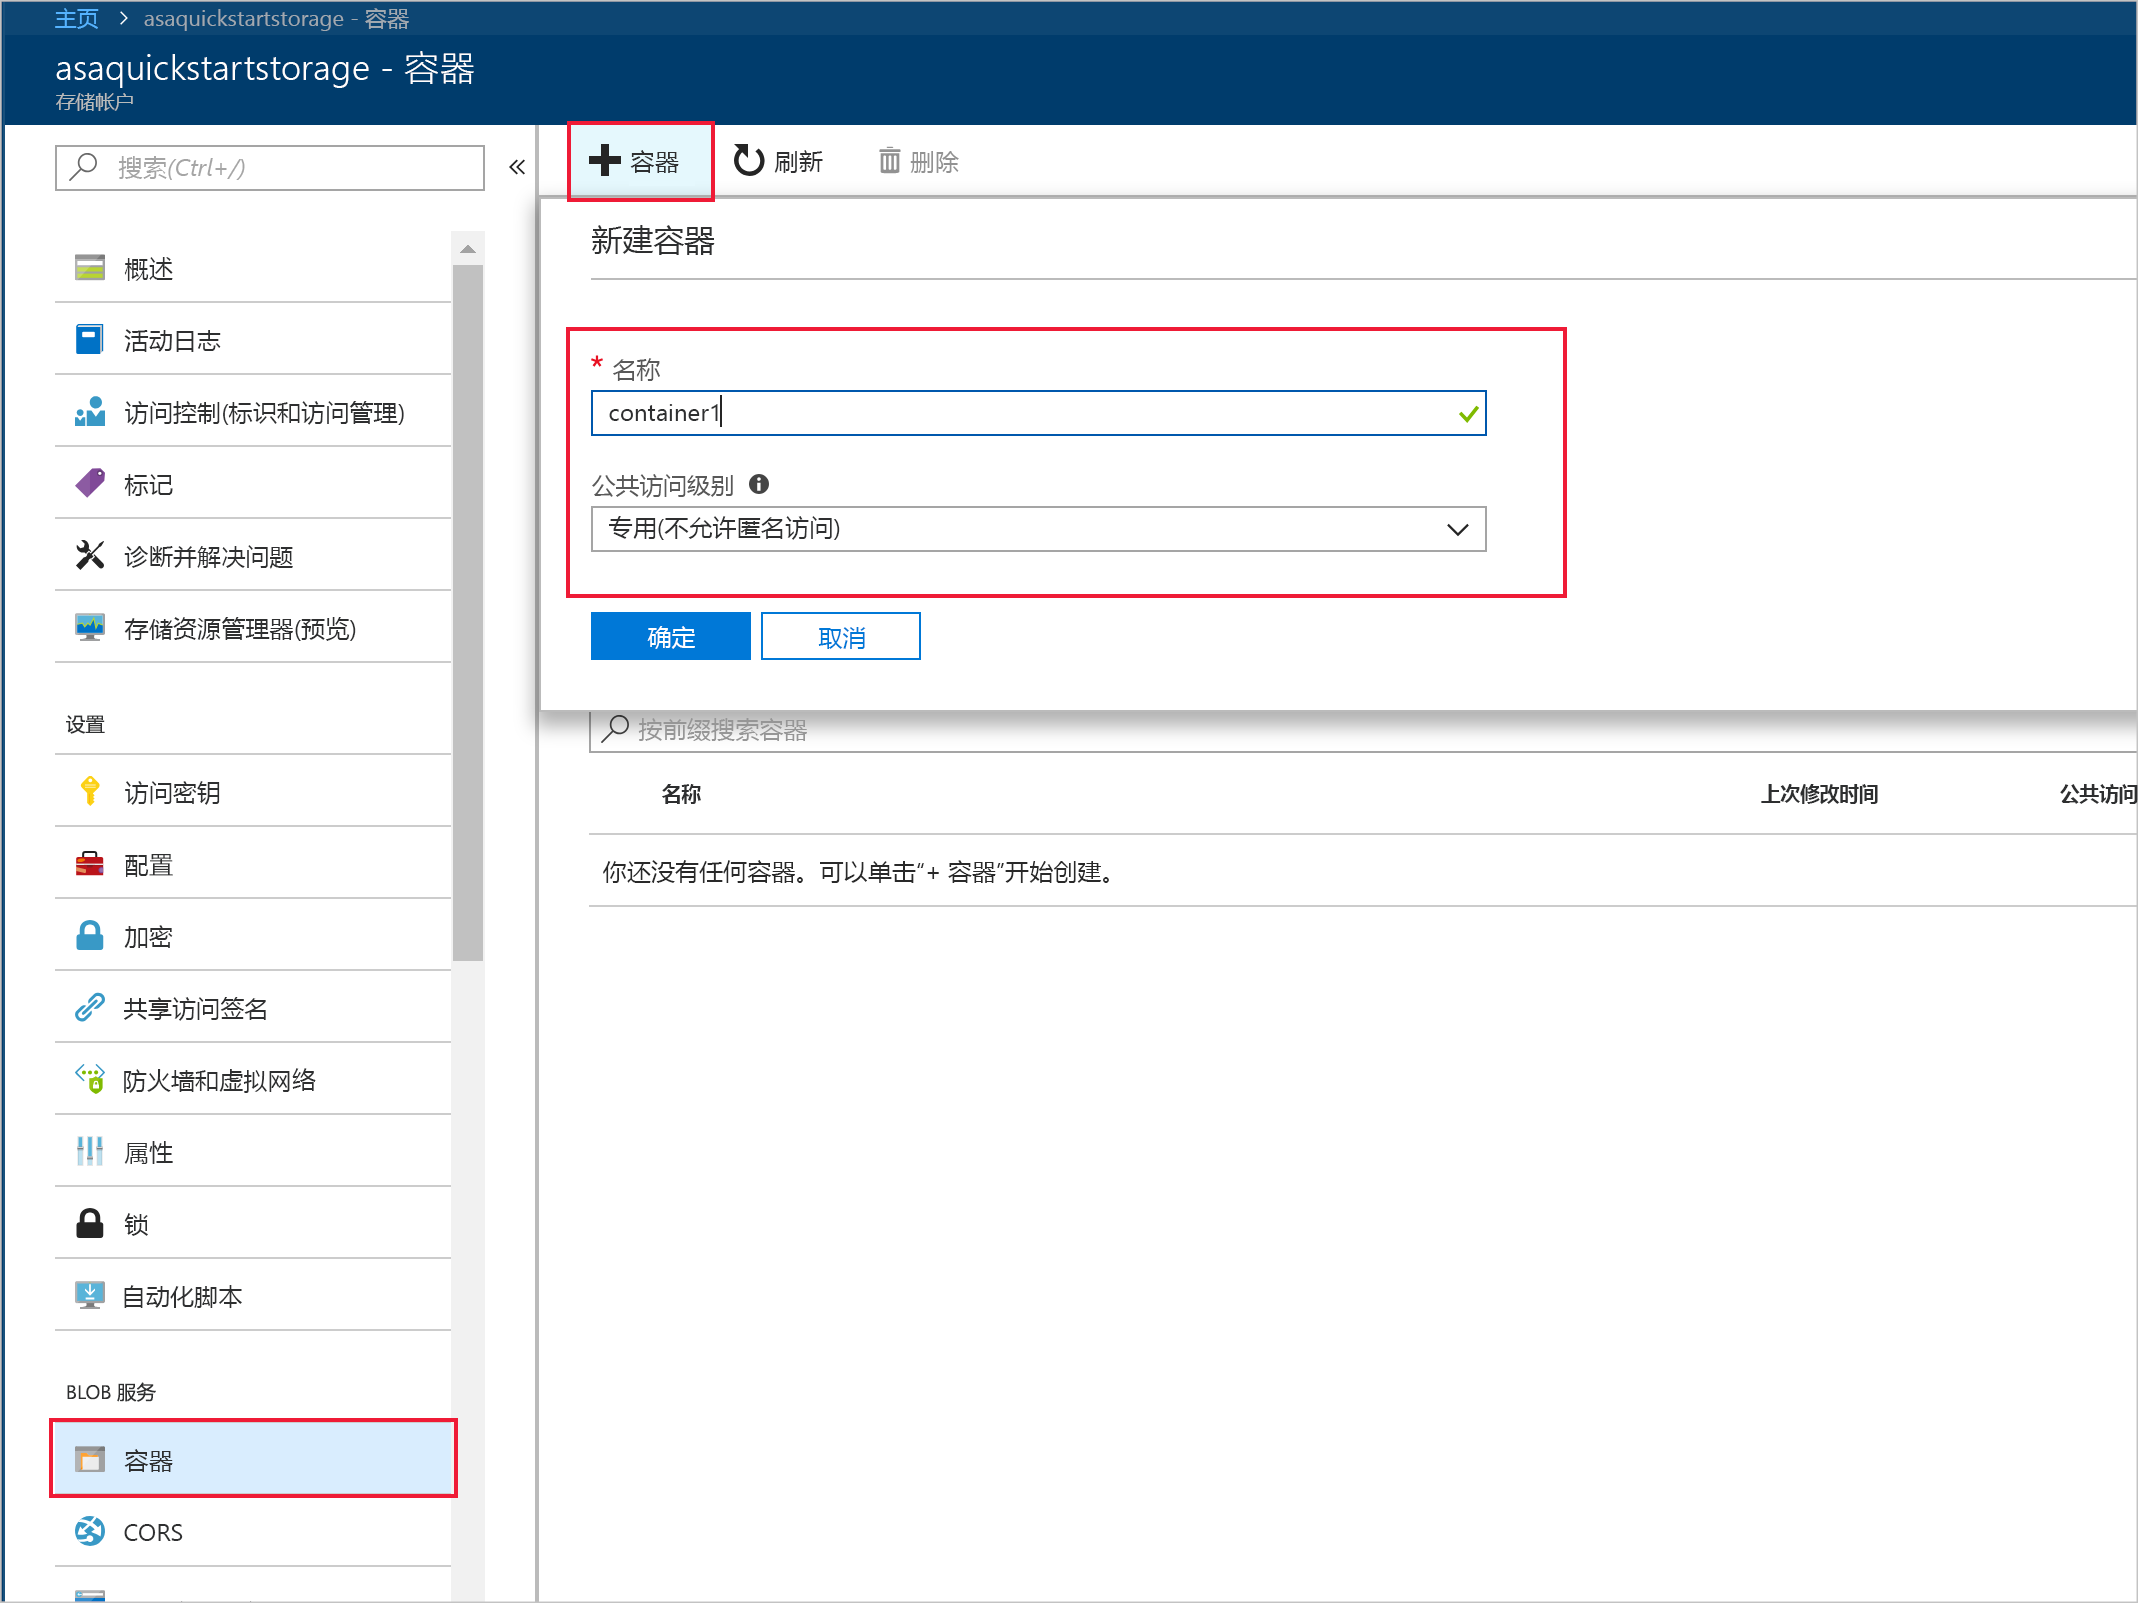 主页 > asaquickstartstorage - 容器
asaquickstartstorage - 容器
存储帐户
搜索(Ctrl+/)
概述
活动日志
访问控制(标识和访问管理)
标记
诊断并解决问题
存储资源管理器(预览)
设置
访问密钥
配置
加密
共享访问签名
防火墙和虚拟网络
属性
锁
自动化脚本
BLOB 服务
容器
CORS
容器 刷新 删除
新建容器
* 名称
container1
公共访问级别
专用(不允许匿名访问)
确定 取消
按前缀搜索容器
名称 上次修改时间 公共访问
你还没有任何容器。可以单击“+ 容器”开始创建。